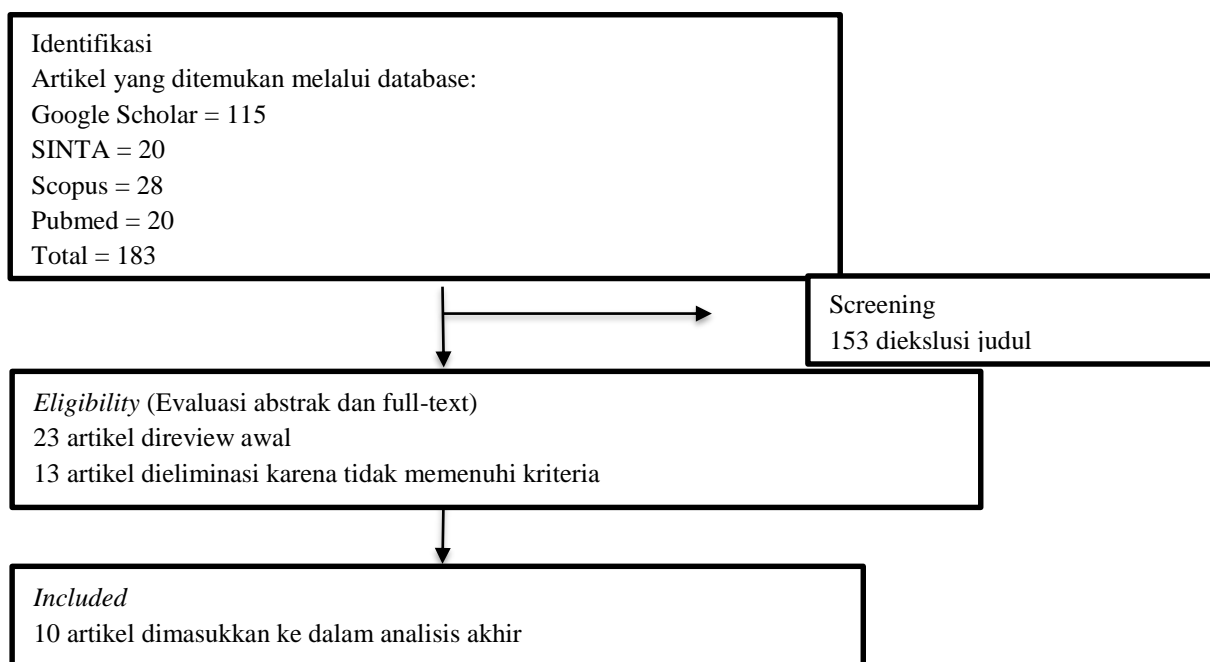 Identifikasi
Artikel yang ditemukan melalui database:
Google Scholar = 115
SINTA = 20
Scopus = 28
Pubmed = 20
Total = 183
Screening
153 diekslusi judul
Eligibility (Evaluasi abstrak dan full-text)
23 artikel direview awal
13 artikel dieliminasi karena tidak memenuhi kriteria
Included
10 artikel dimasukkan ke dalam analisis akhir